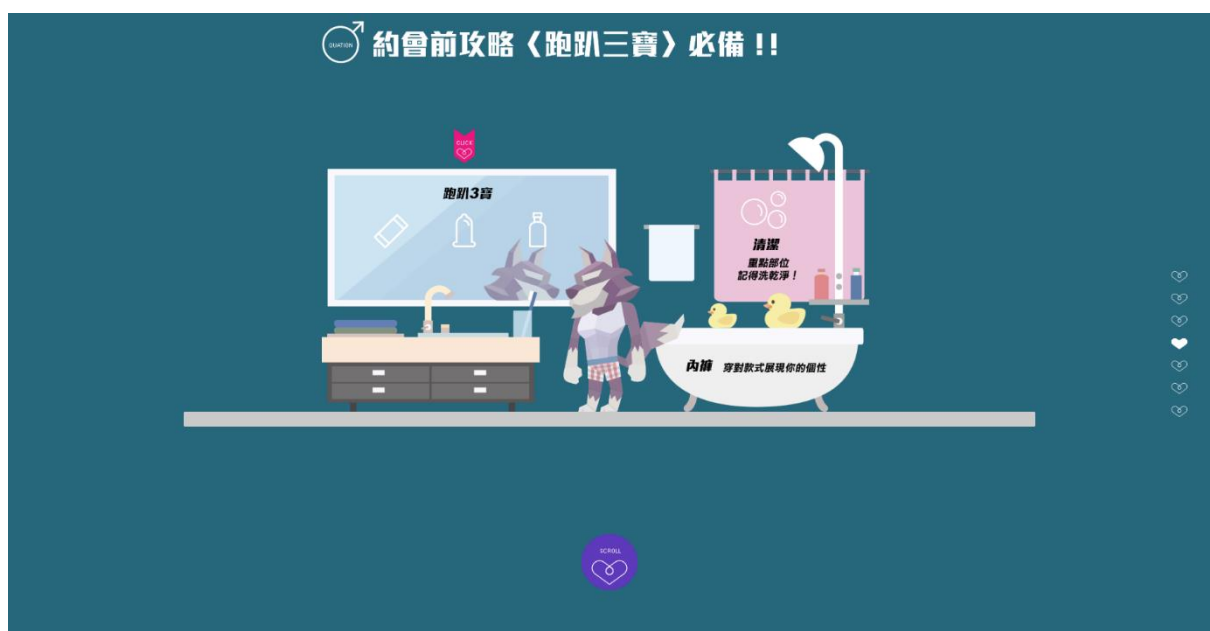 QUATION
約會前攻略〈跑趴三寶〉必備!!
CLICK
跑趴3寶
清潔
重點部位
記得洗乾淨!
內褲 穿對款式展現你的個性
SCROLL